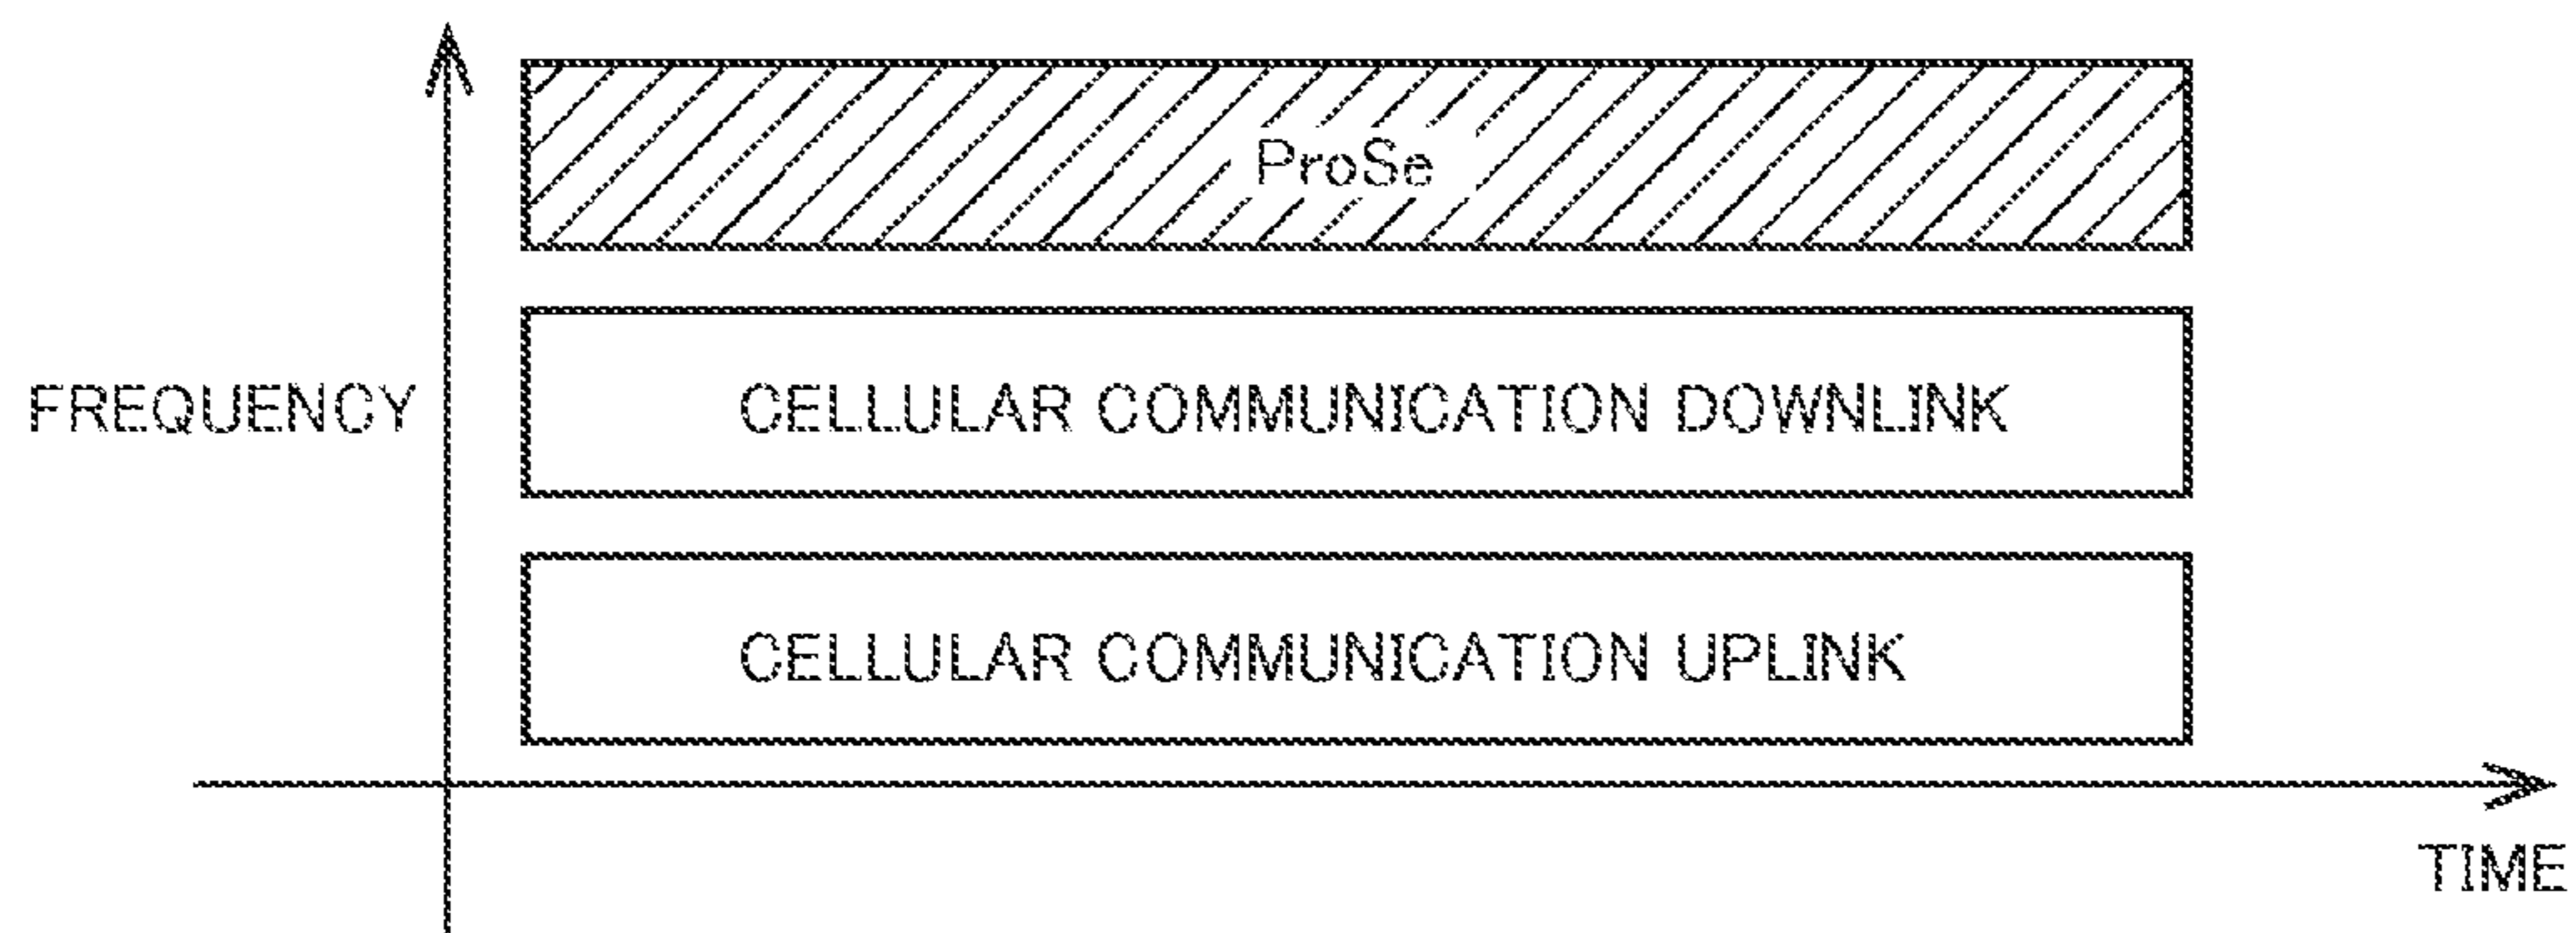 ProSe
FREQUENCY
CELLULAR COMMUNICATION DOWNLINK
CELLULAR COMMUNICATION UPLINK
TIME